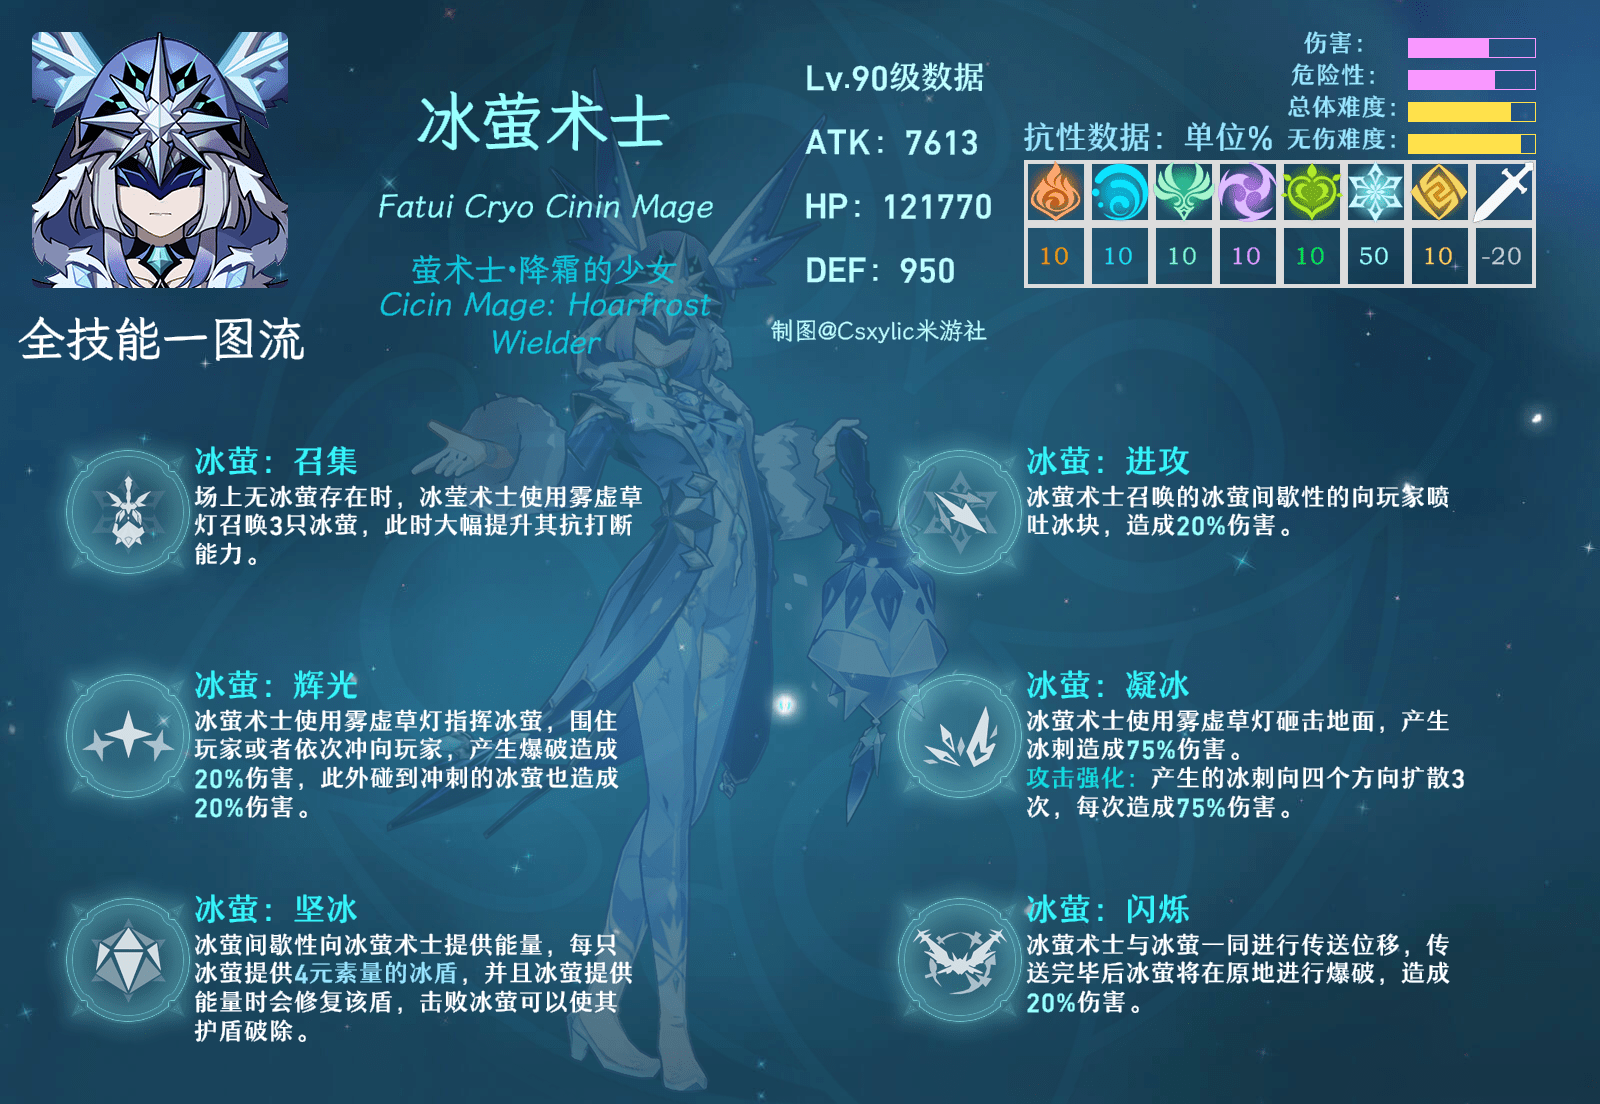 冰萤术士
Fatui Cryo Cinin Mage
萤术士•降霜的少女
Cicin Mage: Hoarfrost
Wielder
全技能一图流
Lv.90级数据
ATK: 7613
HP: 121770
DEF: 950
制图@Csxylic米游社
伤害:
危险性:
总体难度:
无伤难度:
抗性数据: 单位%
10 10 10 10 10 50 10 -20
冰萤: 召集
场上无冰萤存在时, 冰莹术士使用雾虚草
灯召唤3只冰萤, 此时大幅提升其抗打断
能力。
冰萤: 进攻
冰萤术士召唤的冰萤间歇性的向玩家喷
吐冰块, 造成20%伤害。
冰萤: 辉光
冰萤术士使用雾虚草灯指挥冰萤, 围住
玩家或者依次冲向玩家, 产生爆破造成
20%伤害, 此外碰到冲刺的冰萤也造成
20%伤害。
冰萤: 凝冰
冰萤术士使用雾虚草灯砸击地面, 产生
冰刺造成75%伤害。
攻击强化: 产生的冰刺向四个方向扩散3
次, 每次造成75%伤害。
冰萤: 坚冰
冰萤间歇性向冰萤术士提供能量, 每只
冰萤提供4元素量的冰盾, 并且冰萤提供
能量时会修复该盾, 击败冰萤可以使其
护盾破除。
冰萤: 闪烁
冰萤术士与冰萤一同进行传送位移, 传
送完毕后冰萤将在原地进行爆破, 造成
20%伤害。